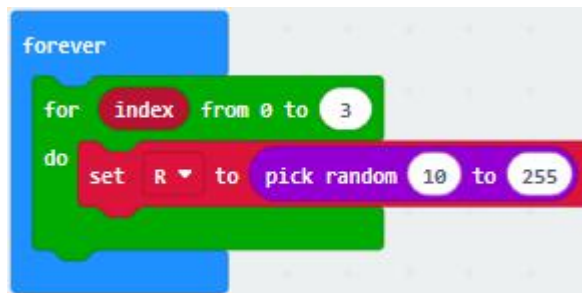 forever
for index from 0 to 3
do
set R to pick random 10 to 255